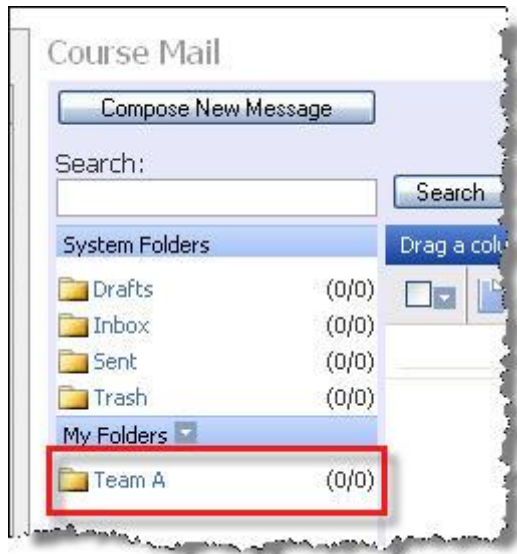 Course Mail
Compose New Message
Search:
Search
System Folders
Drag a colu
Drafts (0/0)
Inbox (0/0)
Sent (0/0)
Trash (0/0)
My Folders
Team A (0/0)